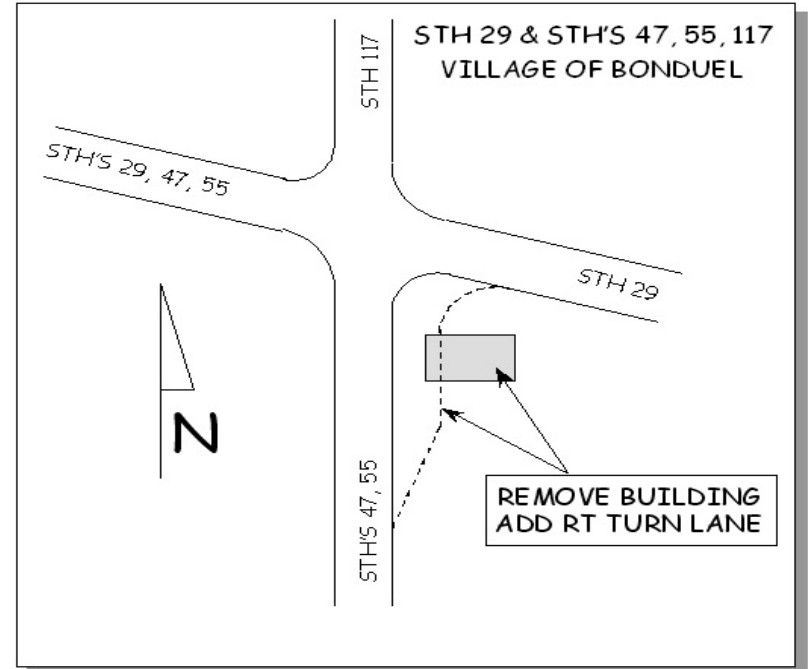 STH 29 & STH'S 47, 55, 117
VILLAGE OF BONDUEL
STH 117
STH'S 29, 47, 55
STH 29
N
STH'S 47, 55
REMOVE BUILDING
ADD RT TURN LANE